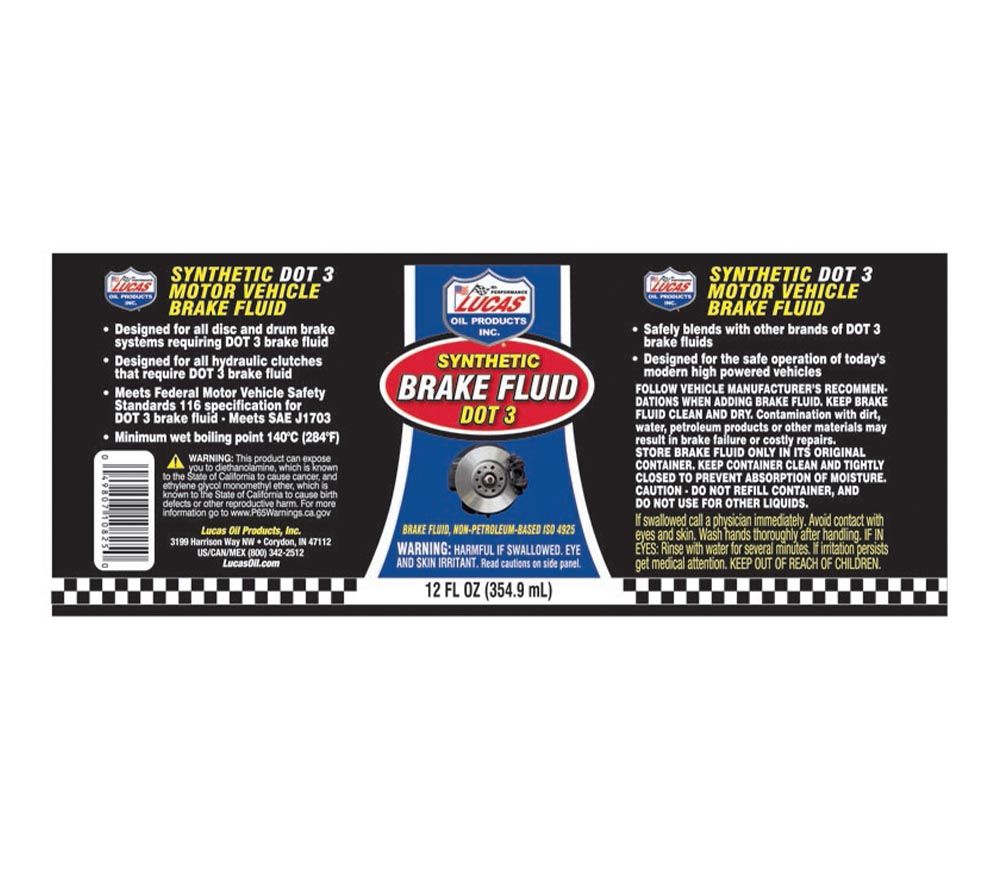 LUCAS
OIL PRODUCTS
INC.
SYNTHETIC DOT 3
MOTOR VEHICLE
BRAKE FLUID
• Designed for all disc and drum brake
systems requiring DOT 3 brake fluid
• Designed for all hydraulic clutches
that require DOT 3 brake fluid
• Meets Federal Motor Vehicle Safety
Standards 116 specification for
DOT 3 brake fluid - Meets SAE J1703
• Minimum wet boiling point 140°C (284°F)
WARNING: This product can expose
you to diethanolamine, which is known
to the State of California to cause cancer, and
ethylene glycol monomethyl ether, which is
known to the State of California to cause birth
defects or other reproductive harm. For more
information go to www.P65Warnings.ca.gov
Lucas Oil Products, Inc.
3199 Harrison Way NW • Corydon, IN 47112
US/CAN/MEX (800) 342-2512
LucasOil.com
0 49807 10825 0
HI-PERFORMANCE
LUCAS
OIL PRODUCTS
INC.
SYNTHETIC
BRAKE FLUID
DOT 3
BRAKE FLUID, NON-PETROLEUM-BASED ISO 4925
WARNING: HARMFUL IF SWALLOWED. EYE
AND SKIN IRRITANT. Read cautions on side panel.
12 FL OZ (354.9 mL)
LUCAS
OIL PRODUCTS
INC.
SYNTHETIC DOT 3
MOTOR VEHICLE
BRAKE FLUID
• Safely blends with other brands of DOT 3
brake fluids
• Designed for the safe operation of today's
modern high powered vehicles
FOLLOW VEHICLE MANUFACTURER'S RECOMMEN-
DATIONS WHEN ADDING BRAKE FLUID. KEEP BRAKE
FLUID CLEAN AND DRY. Contamination with dirt,
water, petroleum products or other materials may
result in brake failure or costly repairs.
STORE BRAKE FLUID ONLY IN ITS ORIGINAL
CONTAINER. KEEP CONTAINER CLEAN AND TIGHTLY
CLOSED TO PREVENT ABSORPTION OF MOISTURE.
CAUTION - DO NOT REFILL CONTAINER, AND
DO NOT USE FOR OTHER LIQUIDS.
If swallowed call a physician immediately. Avoid contact with
eyes and skin. Wash hands thoroughly after handling. IF IN
EYES: Rinse with water for several minutes. If irritation persists
get medical attention. KEEP OUT OF REACH OF CHILDREN.